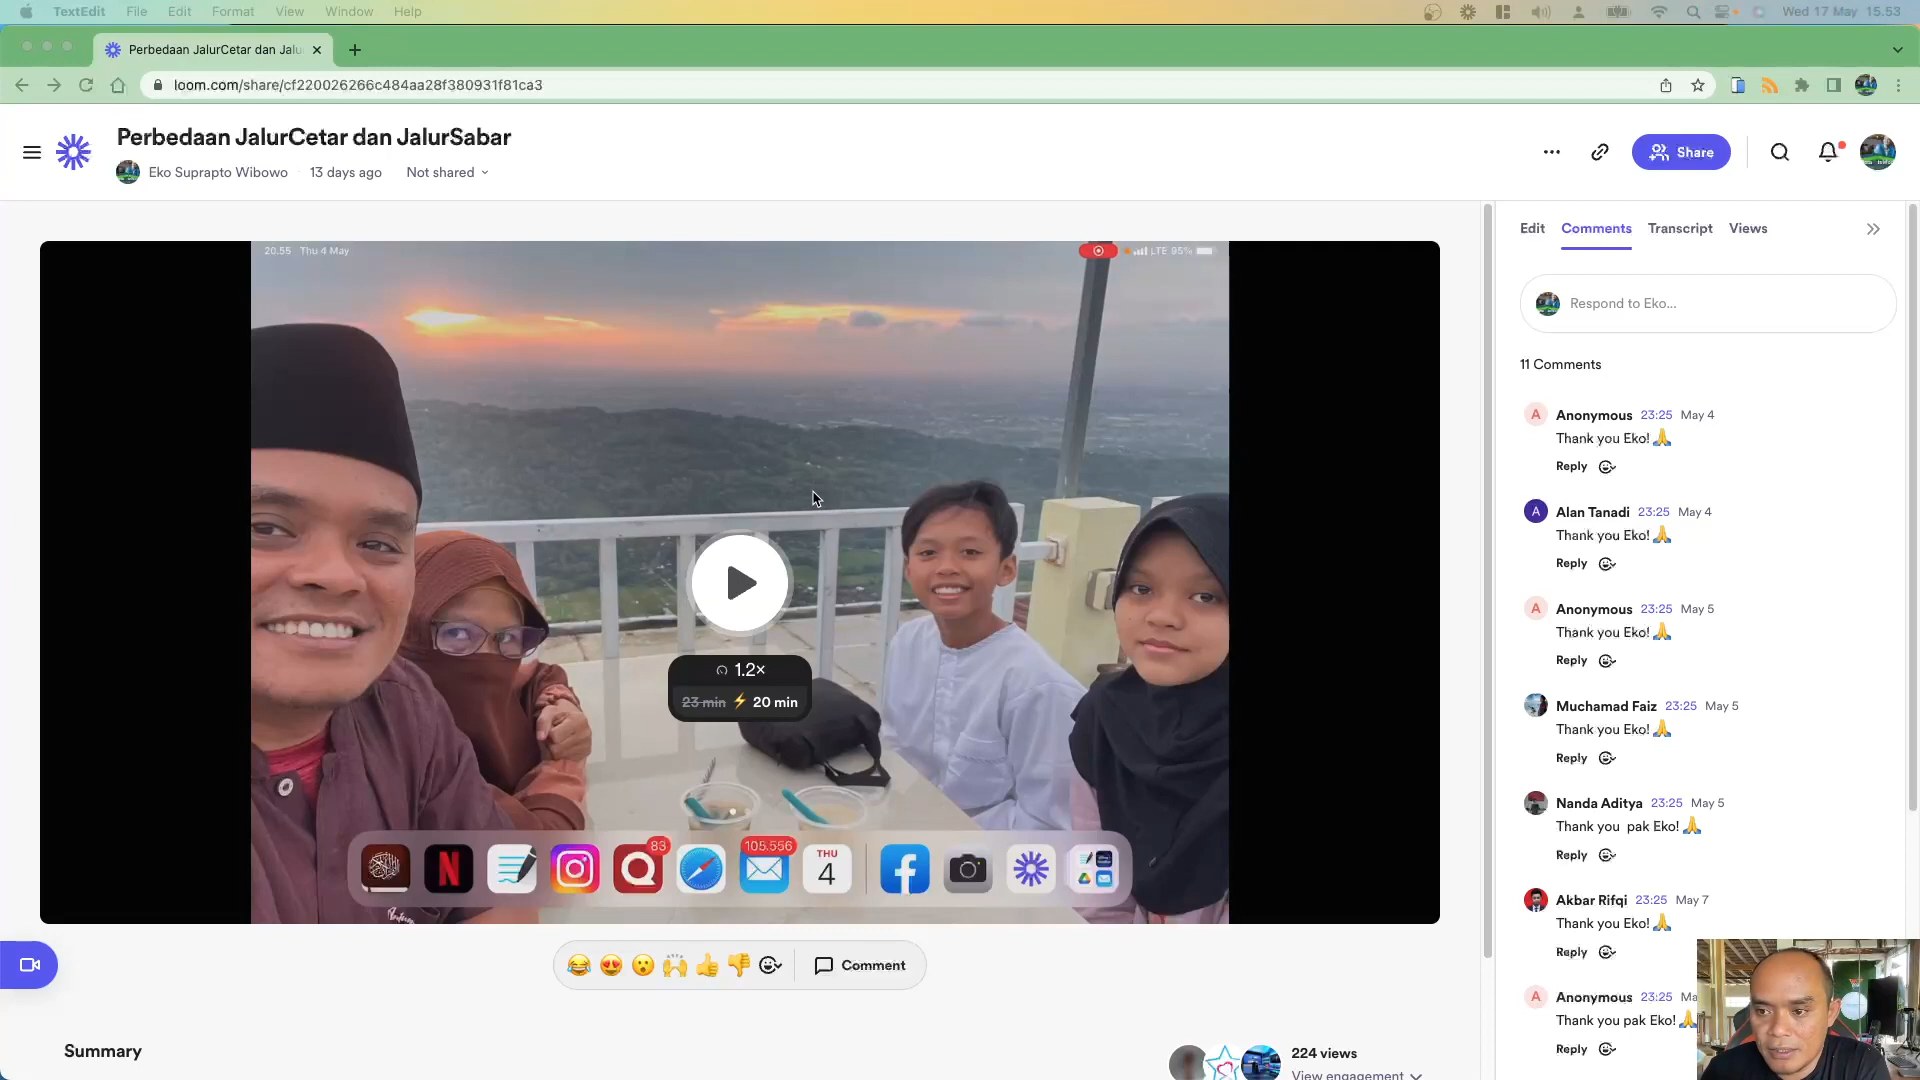 TextEdit File Edit Format View Window Help Wed 17 May 15.53
Perbedaan JalurCetar dan Jalu
loom.com/share/cf220026266c484aa28f380931f81ca3
Perbedaan JalurCetar dan JalurSabar
Eko Suprapto Wibowo 13 days ago Not shared
Share
20.55 Thu 4 May
LTE 95%
1.2×
23 min ⚡ 20 min
83
105.556
THU
4
😂 😍 😮 🙌 👍 👎 Comment
Summary
224 views
View engagement
Edit Comments Transcript Views
Respond to Eko...
11 Comments
A Anonymous 23:25 May 4
Thank you Eko! 🙏
Reply
A Alan Tanadi 23:25 May 4
Thank you Eko! 🙏
Reply
A Anonymous 23:25 May 5
Thank you Eko! 🙏
Reply
Muchamad Faiz 23:25 May 5
Thank you Eko! 🙏
Reply
Nanda Aditya 23:25 May 5
Thank you pak Eko! 🙏
Reply
Akbar Rifqi 23:25 May 7
Thank you Eko! 🙏
Reply
A Anonymous 23:25 Ma
Thank you pak Eko! 🙏
Reply